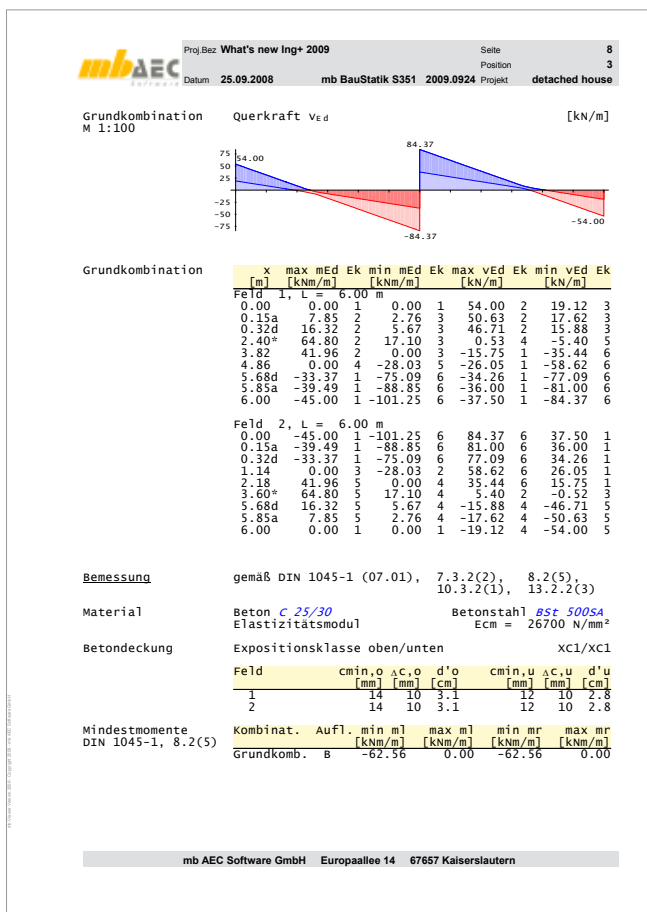 mbAEC
Software
Proj.Bez What's new Ing+ 2009 Seite 8
Position 3
Datum 25.09.2008 mb BauStatik S351 2009.0924 Projekt detached house
Grundkombination Querkraft vEd [kN/m]
M 1:100
84.37
75
54.00
50
25
-25
-50
-54.00
-75
-84.37
Grundkombination x max mEd Ek min mEd Ek max vEd Ek min vEd Ek
[m] [kNm/m] [kNm/m] [kN/m] [kN/m]
Feld 1, L = 6.00 m
0.00 0.00 1 0.00 1 54.00 2 19.12 3
0.15a 7.85 2 2.76 3 50.63 2 17.62 3
0.32d 16.32 2 5.67 3 46.71 2 15.88 3
2.40* 64.80 2 17.10 3 0.53 4 -5.40 5
3.82 41.96 2 0.00 3 -15.75 1 -35.44 6
4.86 0.00 4 -28.03 5 -26.05 1 -58.62 6
5.68d -33.37 1 -75.09 6 -34.26 1 -77.09 6
5.85a -39.49 1 -88.85 6 -36.00 1 -81.00 6
6.00 -45.00 1 -101.25 6 -37.50 1 -84.37 6
Feld 2, L = 6.00 m
0.00 -45.00 1 -101.25 6 84.37 6 37.50 1
0.15a -39.49 1 -88.85 6 81.00 6 36.00 1
0.32d -33.37 1 -75.09 6 77.09 6 34.26 1
1.14 0.00 3 -28.03 2 58.62 6 26.05 1
2.18 41.96 5 0.00 4 35.44 6 15.75 1
3.60* 64.80 5 17.10 4 5.40 2 -0.52 3
5.68d 16.32 5 5.67 4 -15.88 4 -46.71 5
5.85a 7.85 5 2.76 4 -17.62 4 -50.63 5
6.00 0.00 1 0.00 1 -19.12 4 -54.00 5
Bemessung gemäß DIN 1045-1 (07.01), 7.3.2(2), 8.2(5),
10.3.2(1), 13.2.2(3)
Material Beton C 25/30 Betonstahl BSt 500SA
Elastizitätsmodul Ecm = 26700 N/mm²
Betondeckung Expositionsklasse oben/unten XC1/XC1
Feld cmin,o Δc,o d'o cmin,u Δc,u d'u
[mm] [mm] [cm] [mm] [mm] [cm]
1 14 10 3.1 12 10 2.8
2 14 10 3.1 12 10 2.8
Mindestmomente Kombinat. Aufl. min ml max ml min mr max mr
DIN 1045-1, 8.2(5) [kNm/m] [kNm/m] [kNm/m] [kNm/m]
Grundkomb. B -62.56 0.00 -62.56 0.00
mb AEC Software GmbH Europaallee 14 67657 Kaiserslautern